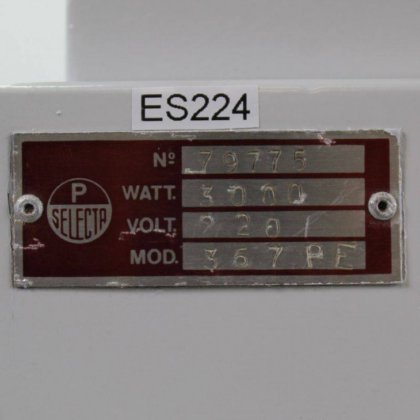 ES224
P
SELECTA
Nº 79775
WATT. 3000
VOLT. 220
MOD. 367 PE